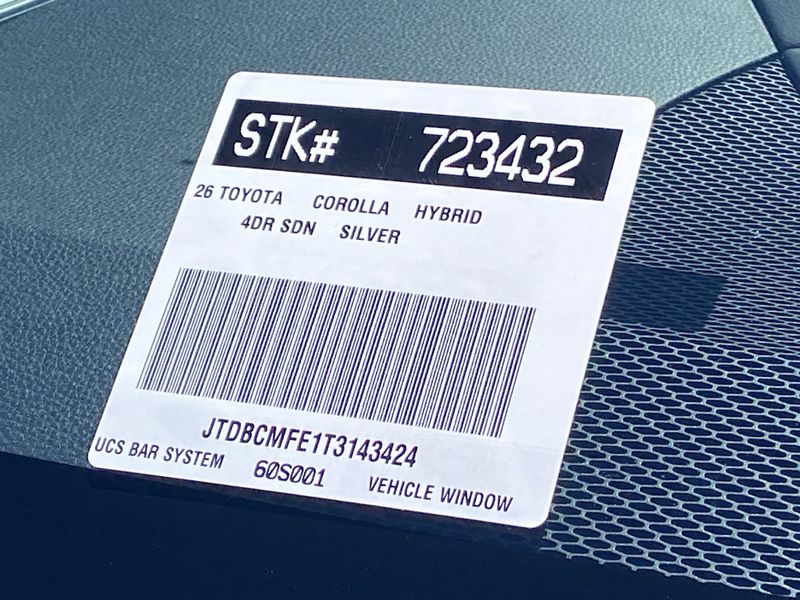 STK# 723432
26 TOYOTA COROLLA HYBRID
4DR SDN SILVER
JTDBCMFE1T3143424
UCS BAR SYSTEM 60S001 VEHICLE WINDOW